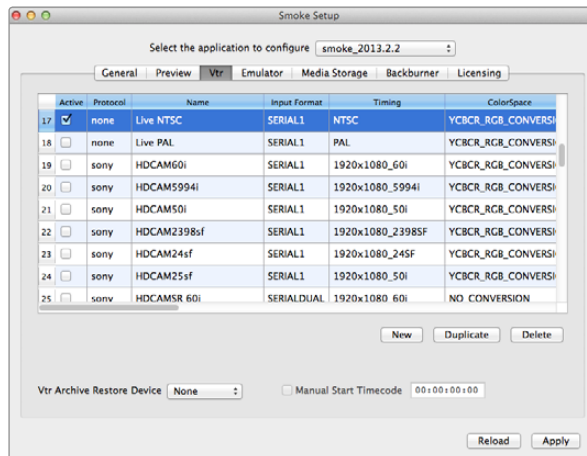 Smoke Setup
Select the application to configure smoke_2013.2.2
General Preview Vtr Emulator Media Storage Backburner Licensing
Active Protocol Name Input Format Timing ColorSpace
17 none Live NTSC SERIAL1 NTSC YCBCR_RGB_CONVERSI
18 none Live PAL SERIAL1 PAL YCBCR_RGB_CONVERSI
19 sony HDCAM60i SERIAL1 1920x1080_60i YCBCR_RGB_CONVERSI
20 sony HDCAM5994i SERIAL1 1920x1080_5994i YCBCR_RGB_CONVERSI
21 sony HDCAM50i SERIAL1 1920x1080_50i YCBCR_RGB_CONVERSI
22 sony HDCAM2398sf SERIAL1 1920x1080_2398SF YCBCR_RGB_CONVERSI
23 sony HDCAM24sf SERIAL1 1920x1080_24SF YCBCR_RGB_CONVERSI
24 sony HDCAM25sf SERIAL1 1920x1080_50i YCBCR_RGB_CONVERSI
25 sony HDCAMSR 60i SERIALDUAL 1920x1080 60i NO CONVERSION
New Duplicate Delete
Vtr Archive Restore Device None Manual Start Timecode 00:00:00:00
Reload Apply